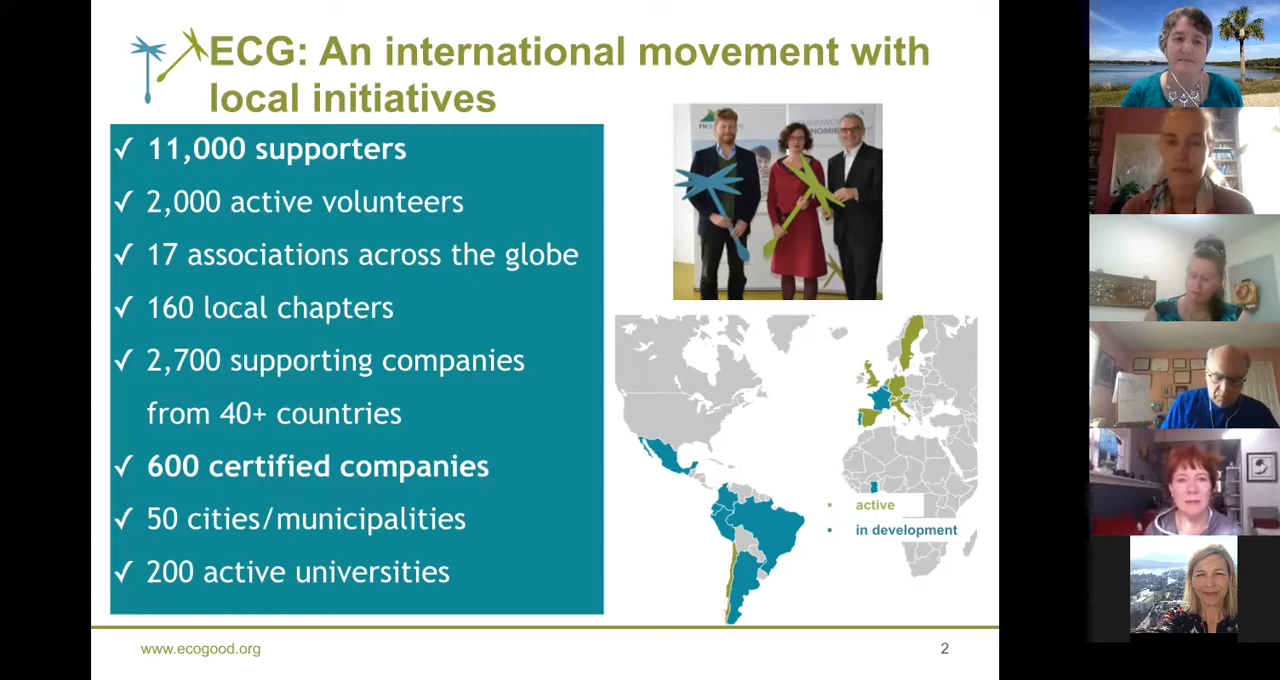 ECG: An international movement with
local initiatives
✓ 11,000 supporters
✓ 2,000 active volunteers
✓ 17 associations across the globe
✓ 160 local chapters
✓ 2,700 supporting companies
from 40+ countries
✓ 600 certified companies
✓ 50 cities/municipalities
✓ 200 active universities
active
in development
www.ecogood.org
2